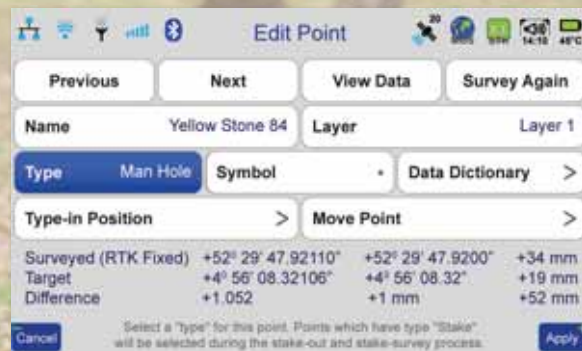 Edit Point
20
14:10 46°C
Previous Next View Data Survey Again
Name Yellow Stone 84 Layer Layer 1
Type Man Hole Symbol Data Dictionary >
Type-in Position > Move Point >
Surveyed (RTK Fixed) +52° 29' 47.92110" +52° 29' 47.9200" +34 mm
Target +4° 56' 08.32106" +4° 56' 08.32" +19 mm
Difference +1.052 +1 mm +52 mm
Cancel Select a "type" for this point. Points which have type "Stake" Apply
will be selected during the stake-out and stake-survey process.